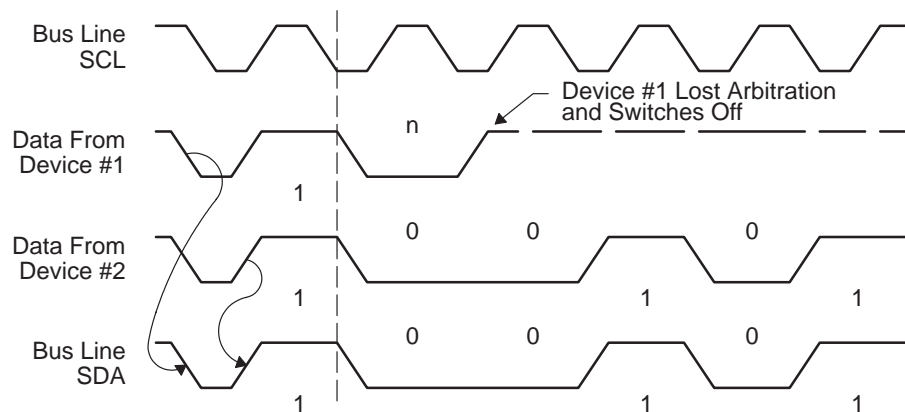 Bus Line
SCL
Device #1 Lost Arbitration
and Switches Off
n
Data From
Device #1
1
0 0 0
Data From
Device #2
1 1 1
0 0 0
Bus Line
SDA
1 1 1